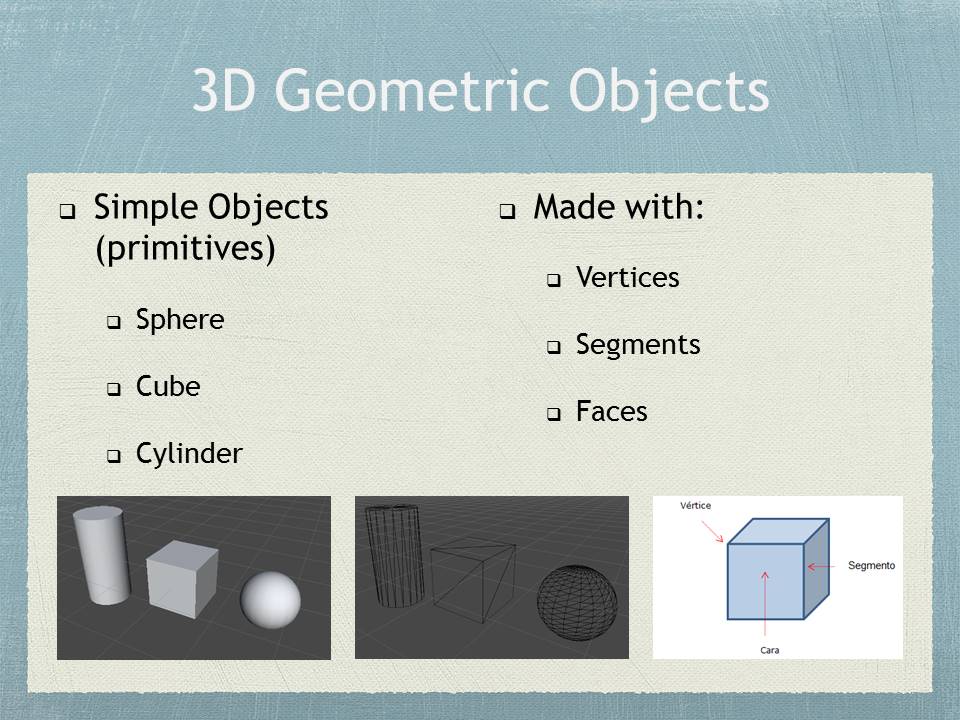 3D Geometric Objects
Simple Objects
(primitives)
Sphere
Cube
Cylinder
Made with:
Vertices
Segments
Faces
Vértice
Segmento
Cara